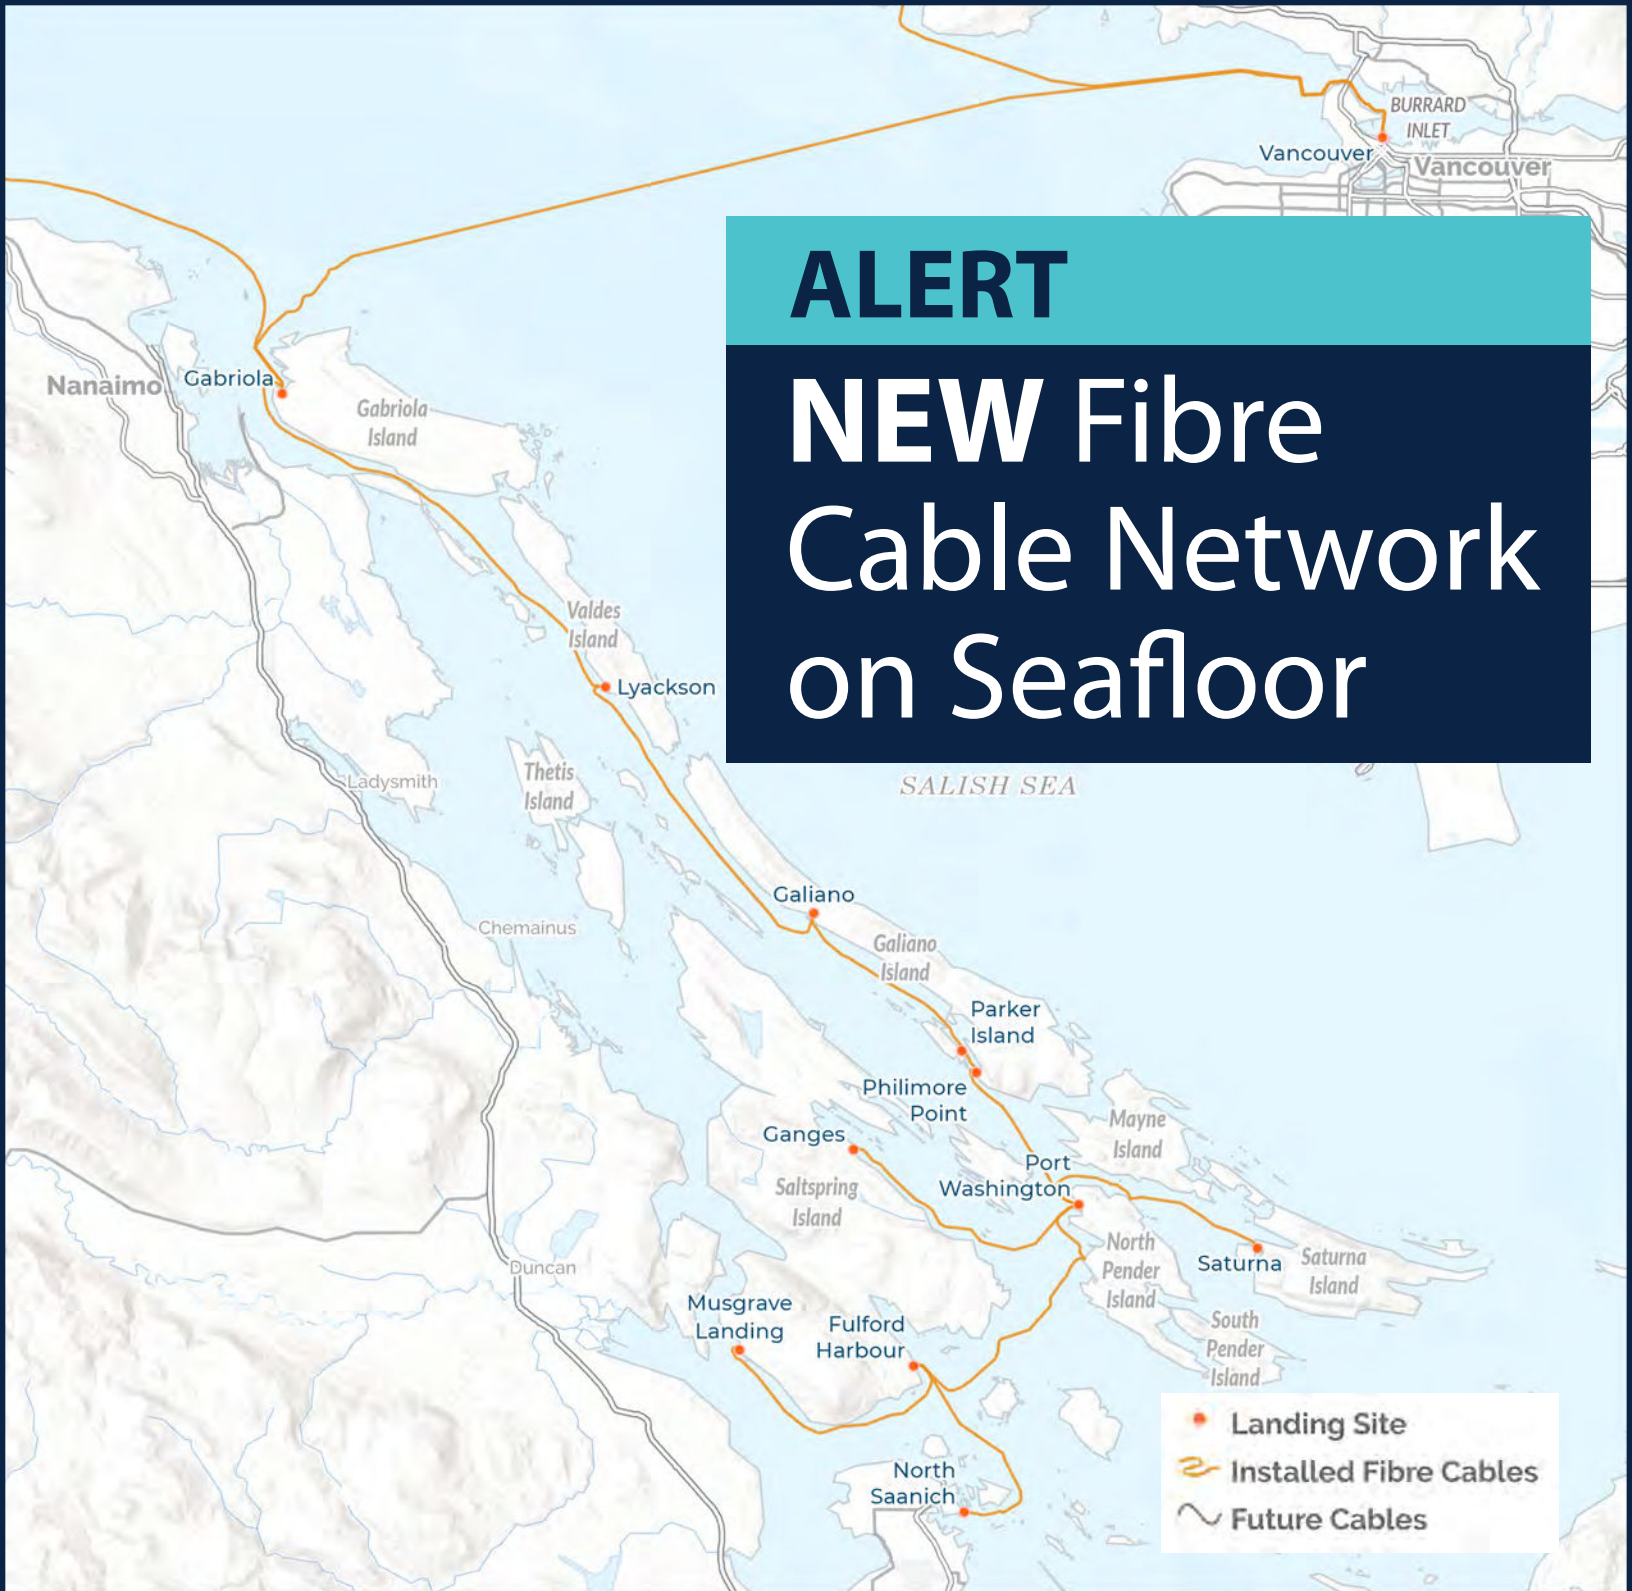 BURRARD
INLET
Vancouver
Vancouver
ALERT
NEW Fibre
Cable Network
on Seafloor
Nanaimo
Gabriola
Gabriola
Island
Valdes
Island
Lyackson
SALISH SEA
Ladysmith
Thetis
Island
Galiano
Chemainus
Galiano
Island
Parker
Island
Philimore
Point
Mayne
Island
Ganges
Port
Washington
Saltspring
Island
North
Pender
Island
Saturna
Saturna
Island
Duncan
South
Pender
Island
Musgrave
Landing
Fulford
Harbour
North
Saanich
Landing Site
Installed Fibre Cables
Future Cables